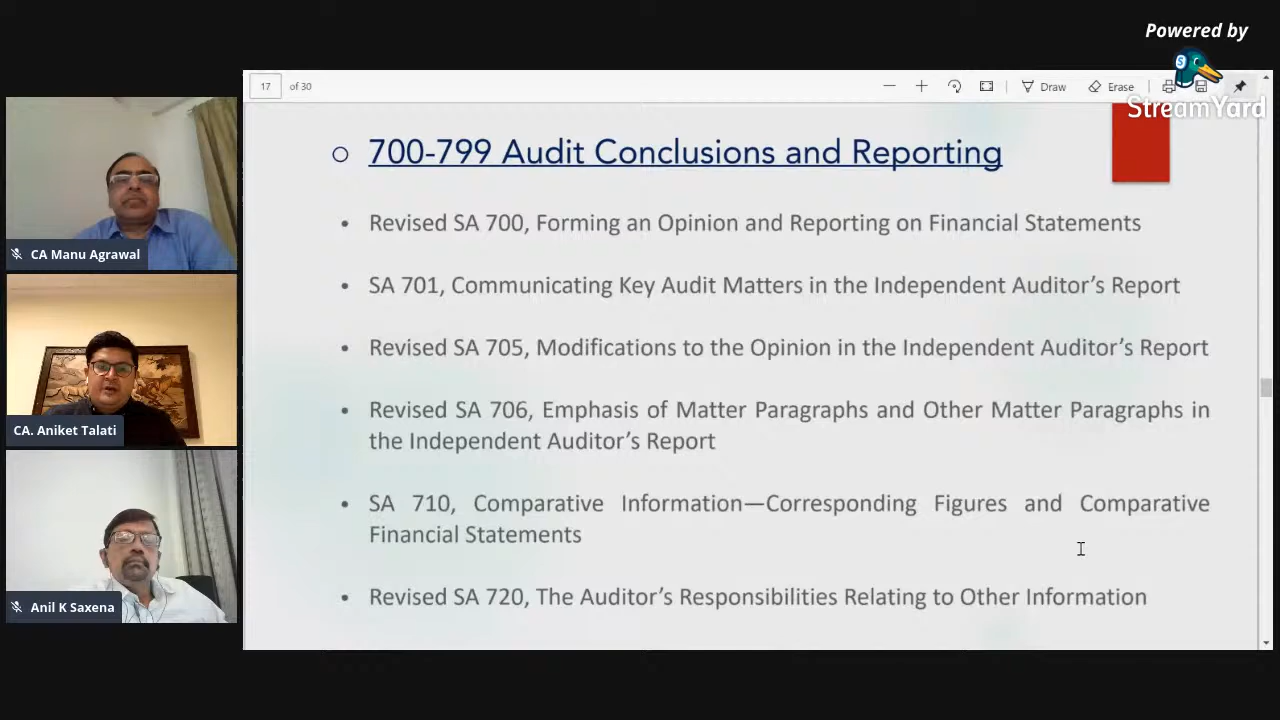 Powered by
StreamYard
17 of 30
Draw
Erase
CA Manu Agrawal
CA. Aniket Talati
Anil K Saxena
700-799 Audit Conclusions and Reporting
• Revised SA 700, Forming an Opinion and Reporting on Financial Statements
• SA 701, Communicating Key Audit Matters in the Independent Auditor’s Report
• Revised SA 705, Modifications to the Opinion in the Independent Auditor’s Report
• Revised SA 706, Emphasis of Matter Paragraphs and Other Matter Paragraphs in
the Independent Auditor’s Report
• SA 710, Comparative Information—Corresponding Figures and Comparative
Financial Statements
• Revised SA 720, The Auditor’s Responsibilities Relating to Other Information